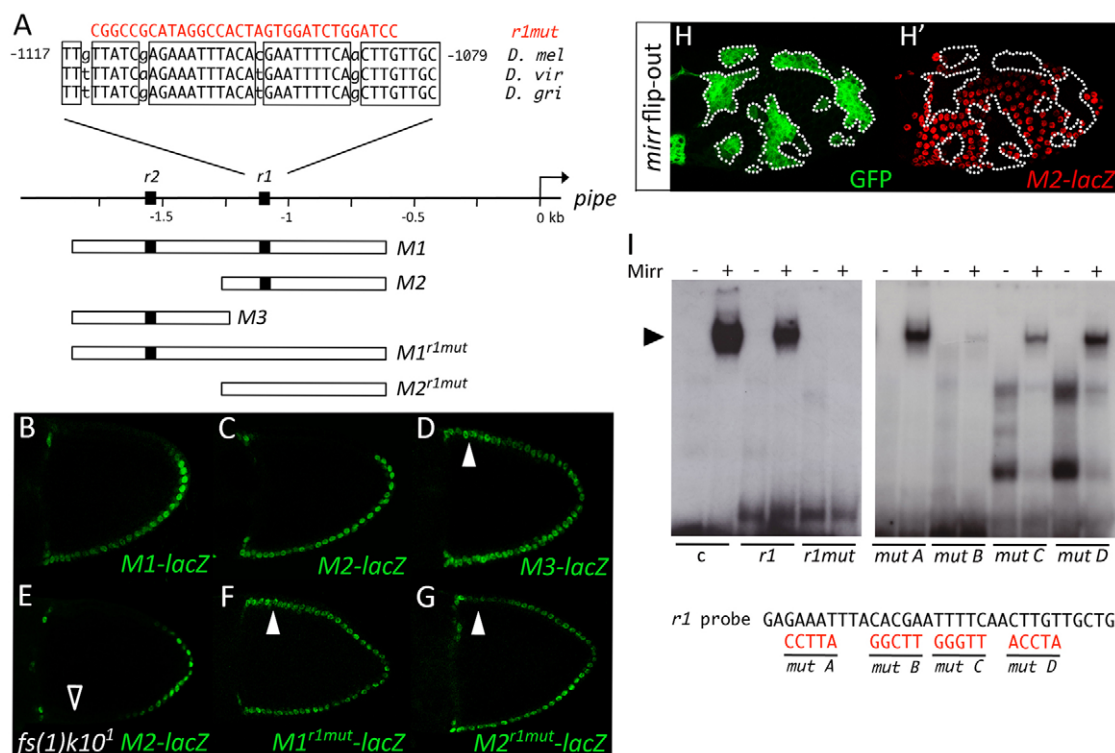 A
CGGCCGCATAGGCCACTAGTGGATCTGGATCC r1mut
-1117 TTgTTATCgAGAAATTTACACgAATTTTCAaCTTGTTGC -1079 D. mel
TTtTTATCaAGAAATTTACAtGAATTTTCAgCTTGTTGC D. vir
TTtTTATCgAGAAATTTACAtGAATTTTCAgCTTGTTGC D. gri
r2 r1
pipe
-1.5 -1 -0.5 0 kb
M1
M2
M3
M1r1mut
M2r1mut
B
M1-lacZ`
C
M2-lacZ
D
M3-lacZ
E
fs(1)k10¹ M2-lacZ
F
M1r1mut-lacZ
G
M2r1mut-lacZ
mirr flip-out
H
GFP
H'
M2-lacZ
I
Mirr - + - + - + - + - + - + - +
c r1 r1mut mut A mut B mut C mut D
r1 probe GAGAAATTTACACGAATTTTCAACTTGTTGCTG
CCTTA GGCTT GGGTT ACCTA
mut A mut B mut C mut D